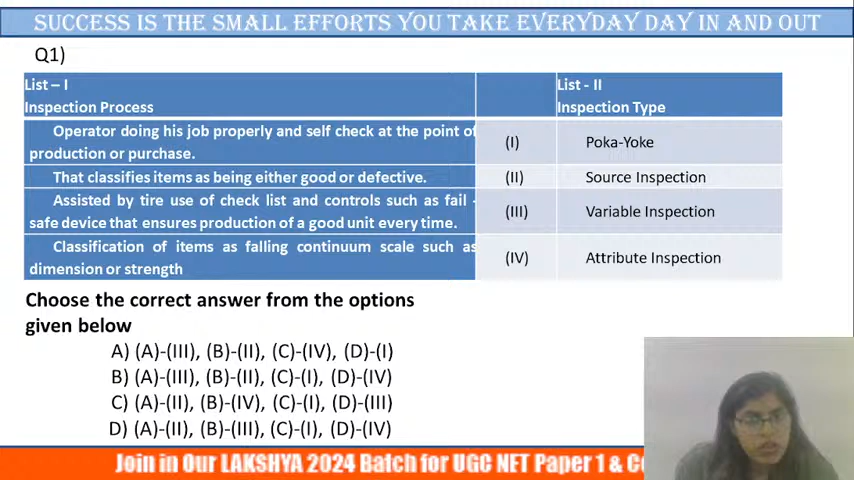 SUCCESS IS THE SMALL EFFORTS YOU TAKE EVERYDAY DAY IN AND OUT
Q1)
List – I
Inspection Process
List - II
Inspection Type
Operator doing his job properly and self check at the point of
production or purchase.
(I) Poka-Yoke
That classifies items as being either good or defective.
(II) Source Inspection
Assisted by tire use of check list and controls such as fail -
safe device that ensures production of a good unit every time.
(III) Variable Inspection
Classification of items as falling continuum scale such as
dimension or strength
(IV) Attribute Inspection
Choose the correct answer from the options
given below
A) (A)-(III), (B)-(II), (C)-(IV), (D)-(I)
B) (A)-(III), (B)-(II), (C)-(I), (D)-(IV)
C) (A)-(II), (B)-(IV), (C)-(I), (D)-(III)
D) (A)-(II), (B)-(III), (C)-(I), (D)-(IV)
Join in Our LAKSHYA 2024 Batch for UGC NET Paper 1 &